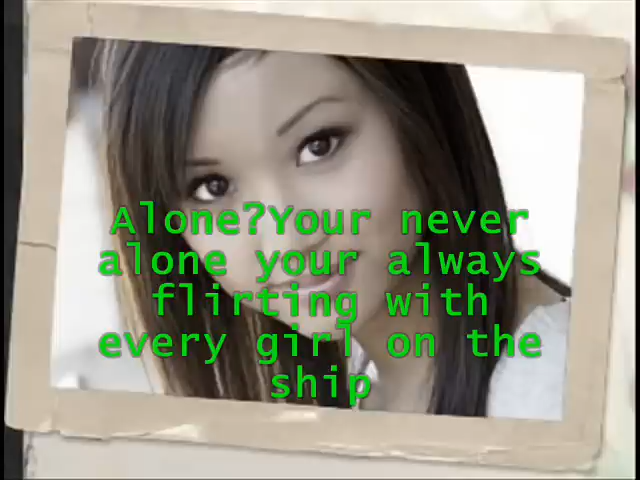 Alone?Your never
alone your always
flirting with
every girl on the
ship